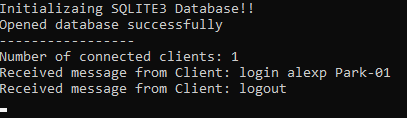 Initializaing SQLITE3 Database!!
Opened database successfully
-----------------
Number of connected clients: 1
Received message from Client: login alexp Park-01
Received message from Client: logout